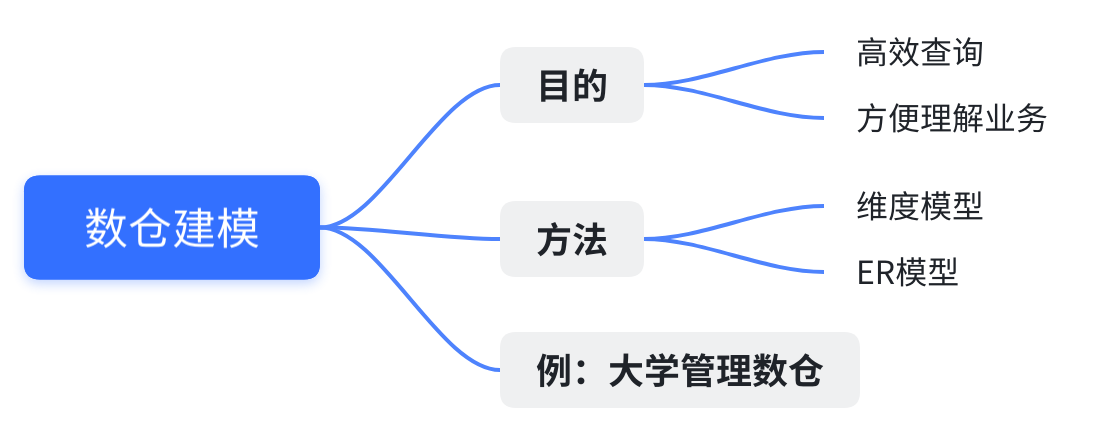 数仓建模
目的
高效查询
方便理解业务
方法
维度模型
ER模型
例：大学管理数仓